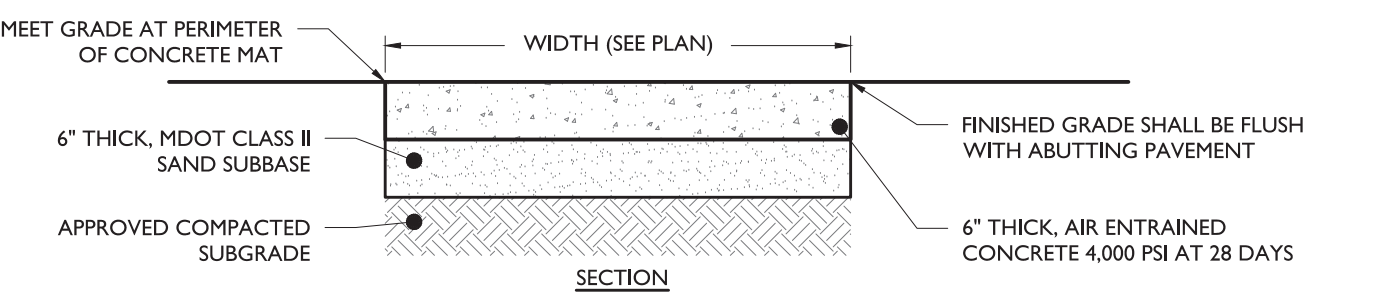 MEET GRADE AT PERIMETER
OF CONCRETE MAT
WIDTH (SEE PLAN)
6" THICK, MDOT CLASS II
SAND SUBBASE
FINISHED GRADE SHALL BE FLUSH
WITH ABUTTING PAVEMENT
APPROVED COMPACTED
SUBGRADE
6" THICK, AIR ENTRAINED
CONCRETE 4,000 PSI AT 28 DAYS
SECTION